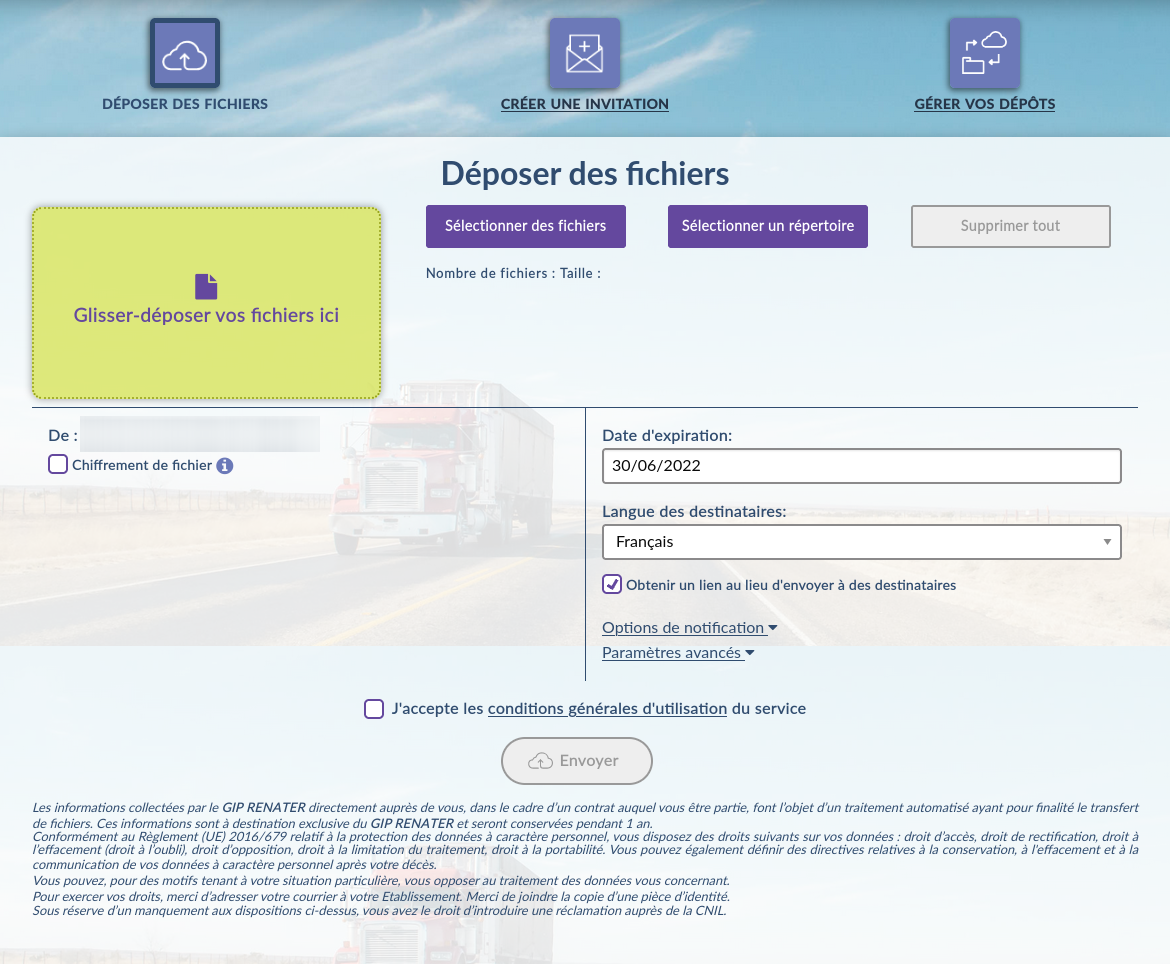 DÉPOSER DES FICHIERS
CRÉER UNE INVITATION
GÉRER VOS DÉPÔTS
Déposer des fichiers
Glisser-déposer vos fichiers ici
Sélectionner des fichiers
Sélectionner un répertoire
Supprimer tout
Nombre de fichiers : Taille :
De :
Chiffrement de fichier
Date d'expiration:
30/06/2022
Langue des destinataires:
Français
Obtenir un lien au lieu d'envoyer à des destinataires
Options de notification
Paramètres avancés
J'accepte les conditions générales d'utilisation du service
Envoyer
Les informations collectées par le GIP RENATER directement auprès de vous, dans le cadre d’un contrat auquel vous être partie, font l’objet d’un traitement automatisé ayant pour finalité le transfert
de fichiers. Ces informations sont à destination exclusive du GIP RENATER et seront conservées pendant 1 an.
Conformément au Règlement (UE) 2016/679 relatif à la protection des données à caractère personnel, vous disposez des droits suivants sur vos données : droit d’accès, droit de rectification, droit à
l’effacement (droit à l’oubli), droit d’opposition, droit à la limitation du traitement, droit à la portabilité. Vous pouvez également définir des directives relatives à la conservation, à l'effacement et à la
communication de vos données à caractère personnel après votre décès.
Vous pouvez, pour des motifs tenant à votre situation particulière, vous opposer au traitement des données vous concernant.
Pour exercer vos droits, merci d’adresser votre courrier à votre Etablissement. Merci de joindre la copie d’une pièce d’identité.
Sous réserve d’un manquement aux dispositions ci-dessus, vous avez le droit d’introduire une réclamation auprès de la CNIL.